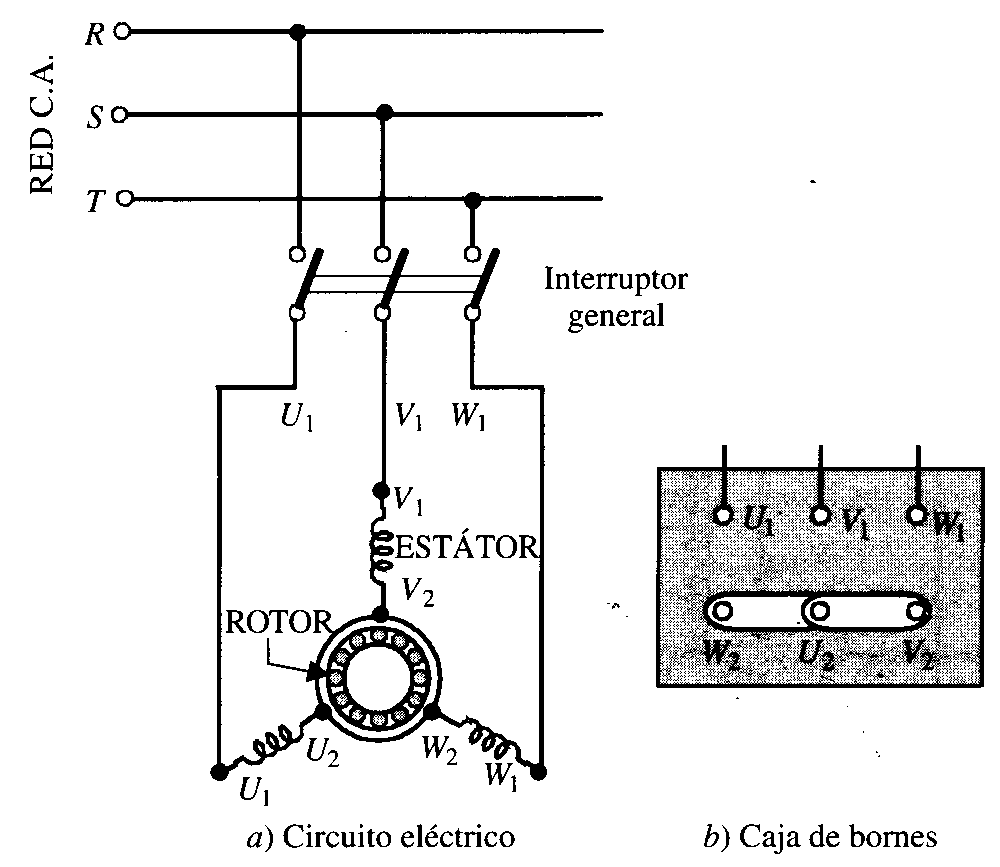 RED C.A.
R
S
T
Interruptor
general
U1 V1 W1
V1
ESTÁTOR
V2
ROTOR
U2 W2
U1 W1
a) Circuito eléctrico
U1 V1 W1
W2 U2 V2
b) Caja de bornes